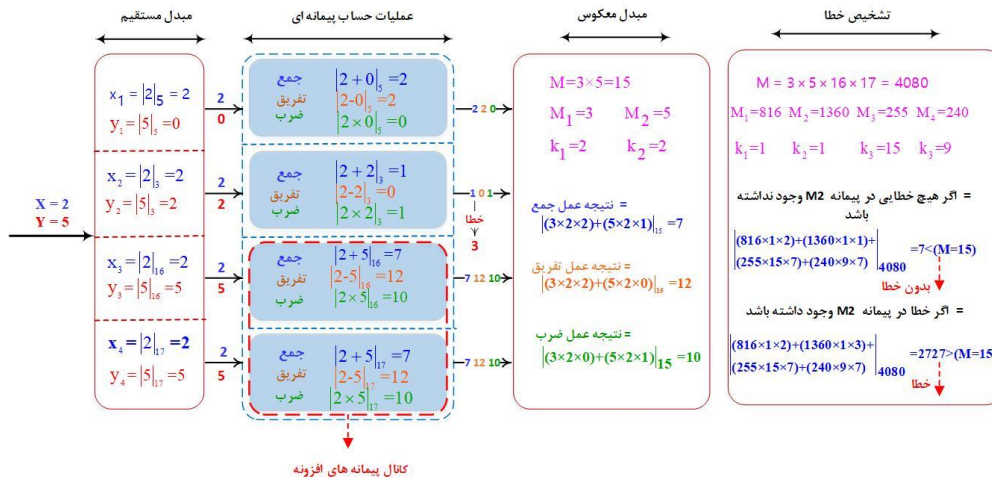 مبدل مستقیم
عملیات حساب پیمانه ای
مبدل معکوس
تشخیص خطا
X = 2
Y = 5
x₁ = |2|₅ = 2
y₁ = |5|₅ = 0
x₂ = |2|₃ = 2
y₂ = |5|₃ = 2
x₃ = |2|₁₆ = 2
y₃ = |5|₁₆ = 5
x₄ = |2|₁₇ = 2
y₄ = |5|₁₇ = 5
2
0
2
2
2
5
2
5
جمع |2 + 0|₅ = 2
تفریق |2-0|₅ = 2
ضرب |2 × 0|₅ = 0
جمع |2 + 2|₃ = 1
تفریق |2-2|₃ = 0
ضرب |2 × 2|₃ = 1
جمع |2 + 5|₁₆ = 7
تفریق |2-5|₁₆ = 12
ضرب |2 × 5|₁₆ = 10
جمع |2 + 5|₁₇ = 7
تفریق |2-5|₁₇ = 12
ضرب |2 × 5|₁₇ = 10
کانال پیمانه های افزونه
2 2 0
1 0 1
خطا
3
7 12 10
7 12 10
M = 3×5=15
M₁=3 M₂=5
k₁=2 k₂=2
نتیجه عمل جمع =
|(3×2×2)+(5×2×1)|₁₅ = 7
نتیجه عمل تفریق =
|(3×2×2)+(5×2×0)|₁₅ = 12
نتیجه عمل ضرب =
|(3×2×0)+(5×2×1)|₁₅ = 10
M = 3 × 5 × 16 × 17 = 4080
M₁=816 M₂=1360 M₃=255 M₄=240
k₁=1 k₂=1 k₃=15 k₃=9
اگر هیچ خطایی در پیمانه M2 وجود نداشته =
باشد
|(816×1×2)+(1360×1×1)+
(255×15×7)+(240×9×7)|₄₀₈₀ =7<(M=15)
بدون خطا
اگر خطا در پیمانه M2 وجود داشته باشد =
|(816×1×2)+(1360×1×3)+
(255×15×7)+(240×9×7)|₄₀₈₀ =2727>(M=15
خطا